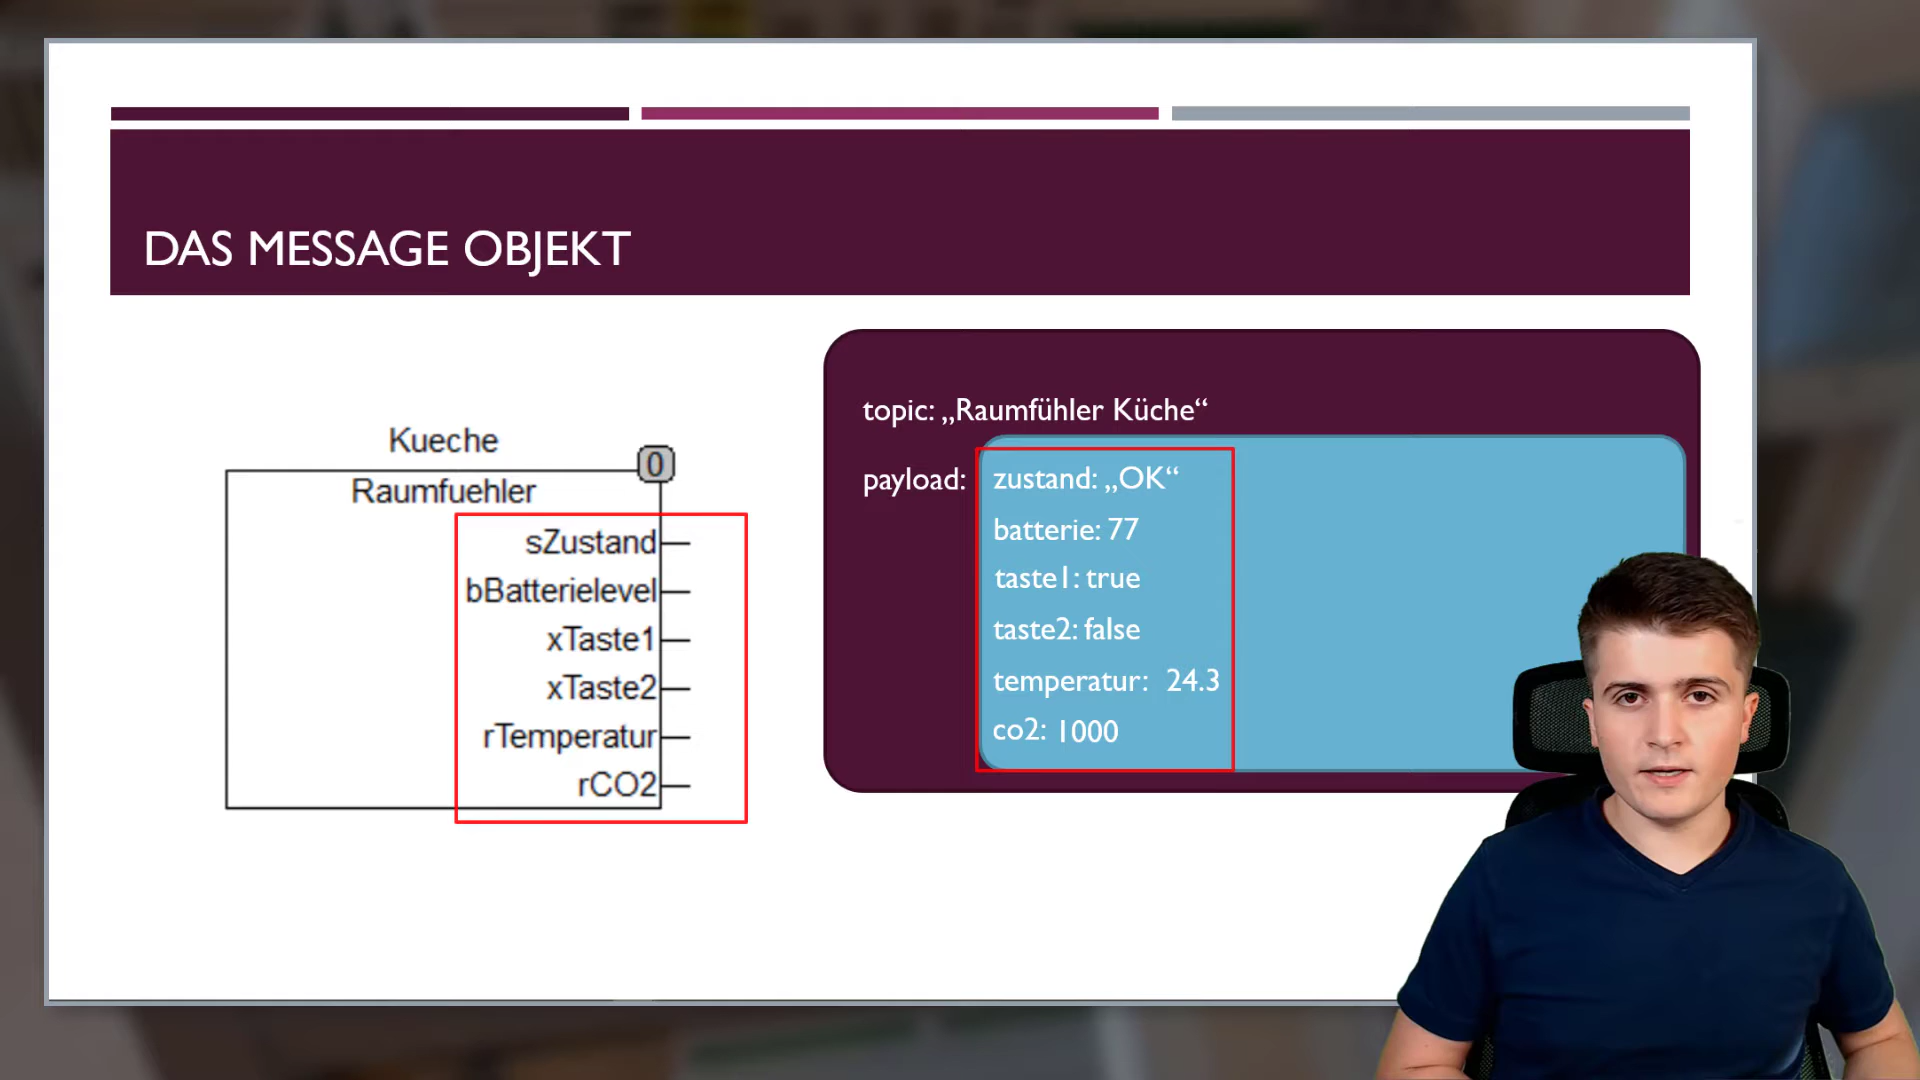 DAS MESSAGE OBJEKT
Kueche
0
Raumfuehler
sZustand
bBatterielevel
xTaste1
xTaste2
rTemperatur
rCO2
topic: „Raumfühler Küche“
payload:
zustand: „OK“
batterie: 77
taste1: true
taste2: false
temperatur: 24.3
co2: 1000